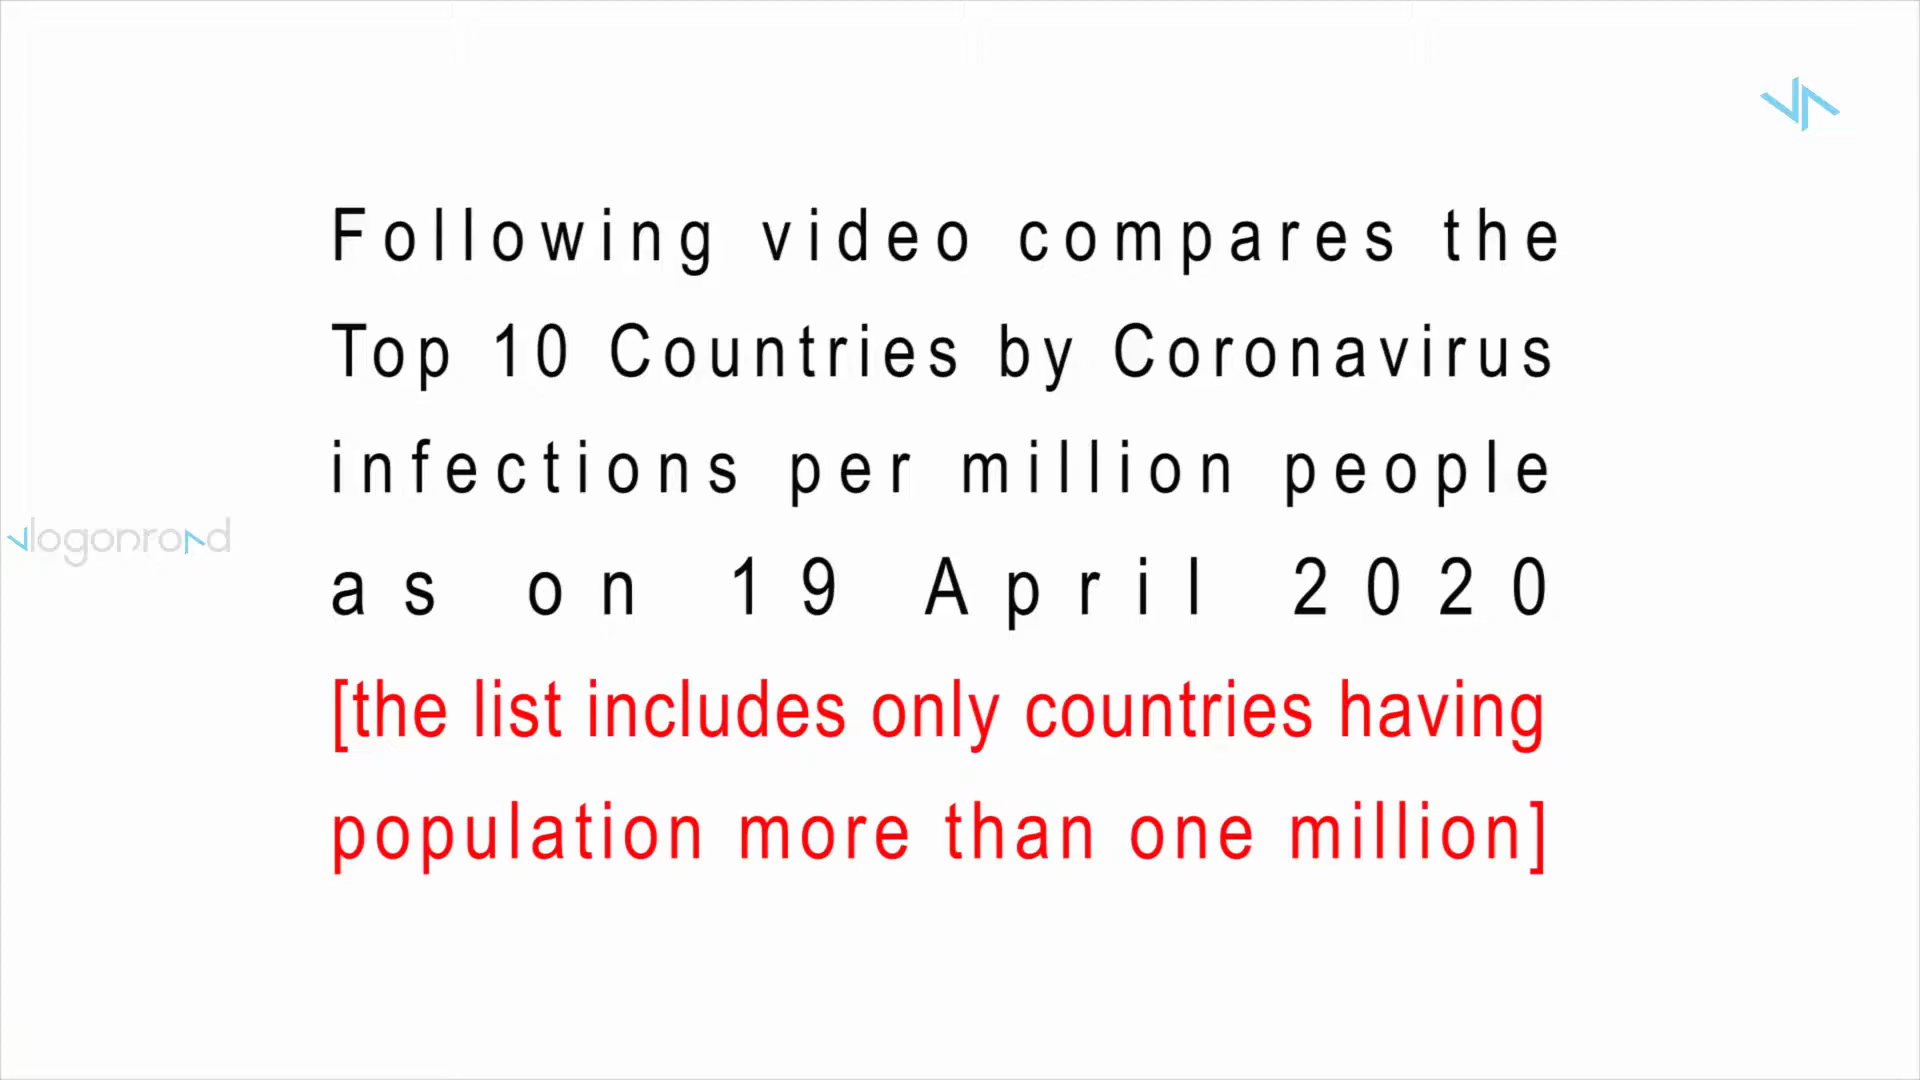 Following video compares the
Top 10 Countries by Coronavirus
infections per million people
vlogonroad
as on 19 April 2020
[the list includes only countries having
population more than one million]